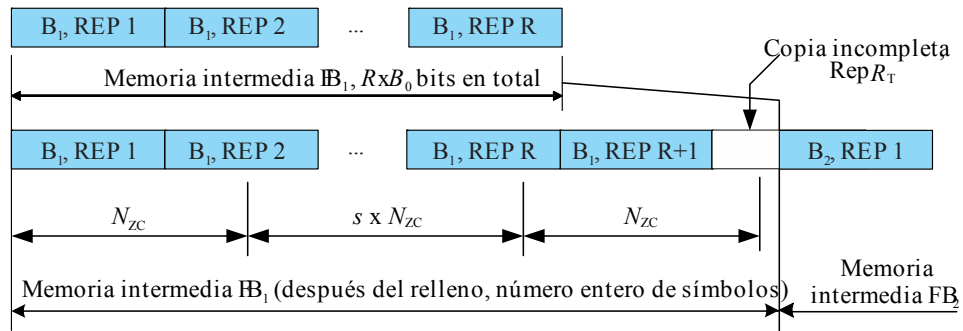 B1, REP 1 B1, REP 2 ... B1, REP R
Copia incompleta,
Rep RT
Memoria intermedia FB1, RxB0 bits en total
B1, REP 1 B1, REP 2 ... B1, REP R B1, REP R+1 B2, REP 1
NZC s x NZC NZC
Memoria intermedia FB1 (después del relleno, número entero de símbolos)
Memoria
intermedia FB2